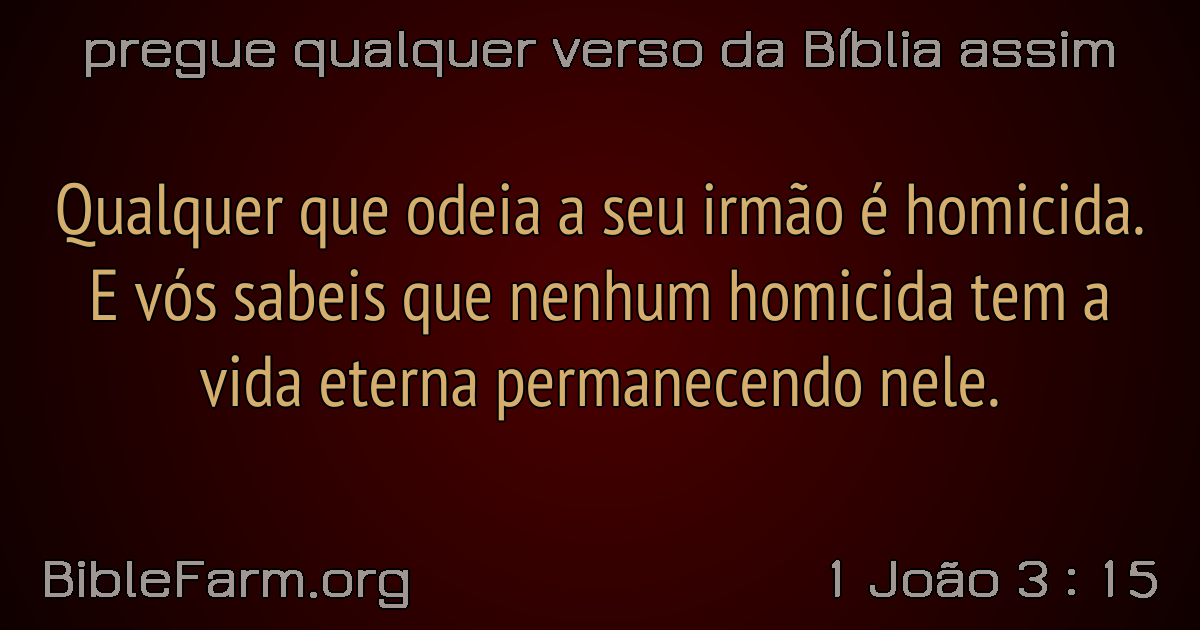 pregue qualquer verso da Bíblia assim
Qualquer que odeia a seu irmão é homicida.
E vós sabeis que nenhum homicida tem a
vida eterna permanecendo nele.
BibleFarm.org
1 João 3 : 15